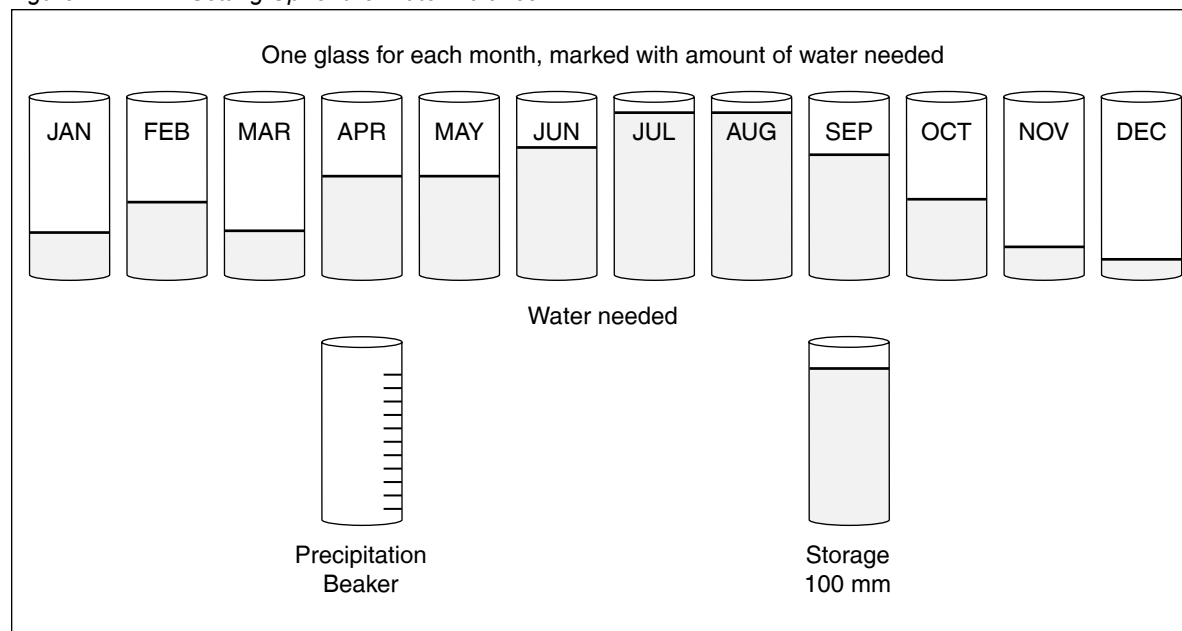 One glass for each month, marked with amount of water needed
JAN FEB MAR APR MAY JUN JUL AUG SEP OCT NOV DEC
Water needed
Precipitation
Beaker
Storage
100 mm